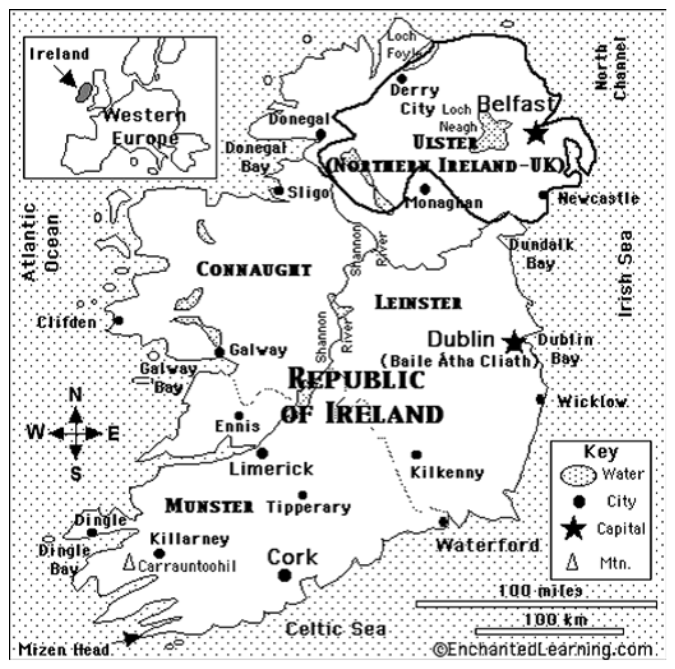 Ireland
Western
Europe
Loch
Foyle
North
Channel
Derry
City
Loch
Neagh
Belfast
Donegal
Donegal
Bay
ULSTER
(NORTHERN IRELAND-UK)
Sligo
Monaghan
Newcastle
Atlantic
Ocean
Shannon
River
Dundalk
Bay
Irish Sea
CONNAUGHT
LEINSTER
Clifden
Shannon
River
Galway
Galway
Bay
Dublin
(Baile Átha Cliath)
Dublin
Bay
REPUBLIC
OF IRELAND
N
W E
S
Ennis
Wicklow
Limerick
Kilkenny
MUNSTER
Tipperary
Dingle
Dingle
Bay
Killarney
Carrauntoohil
Waterford
Cork
Key
Water
City
Capital
Mtn.
100 miles
100 km
Celtic Sea
Mizen Head
©EnchantedLearning.com